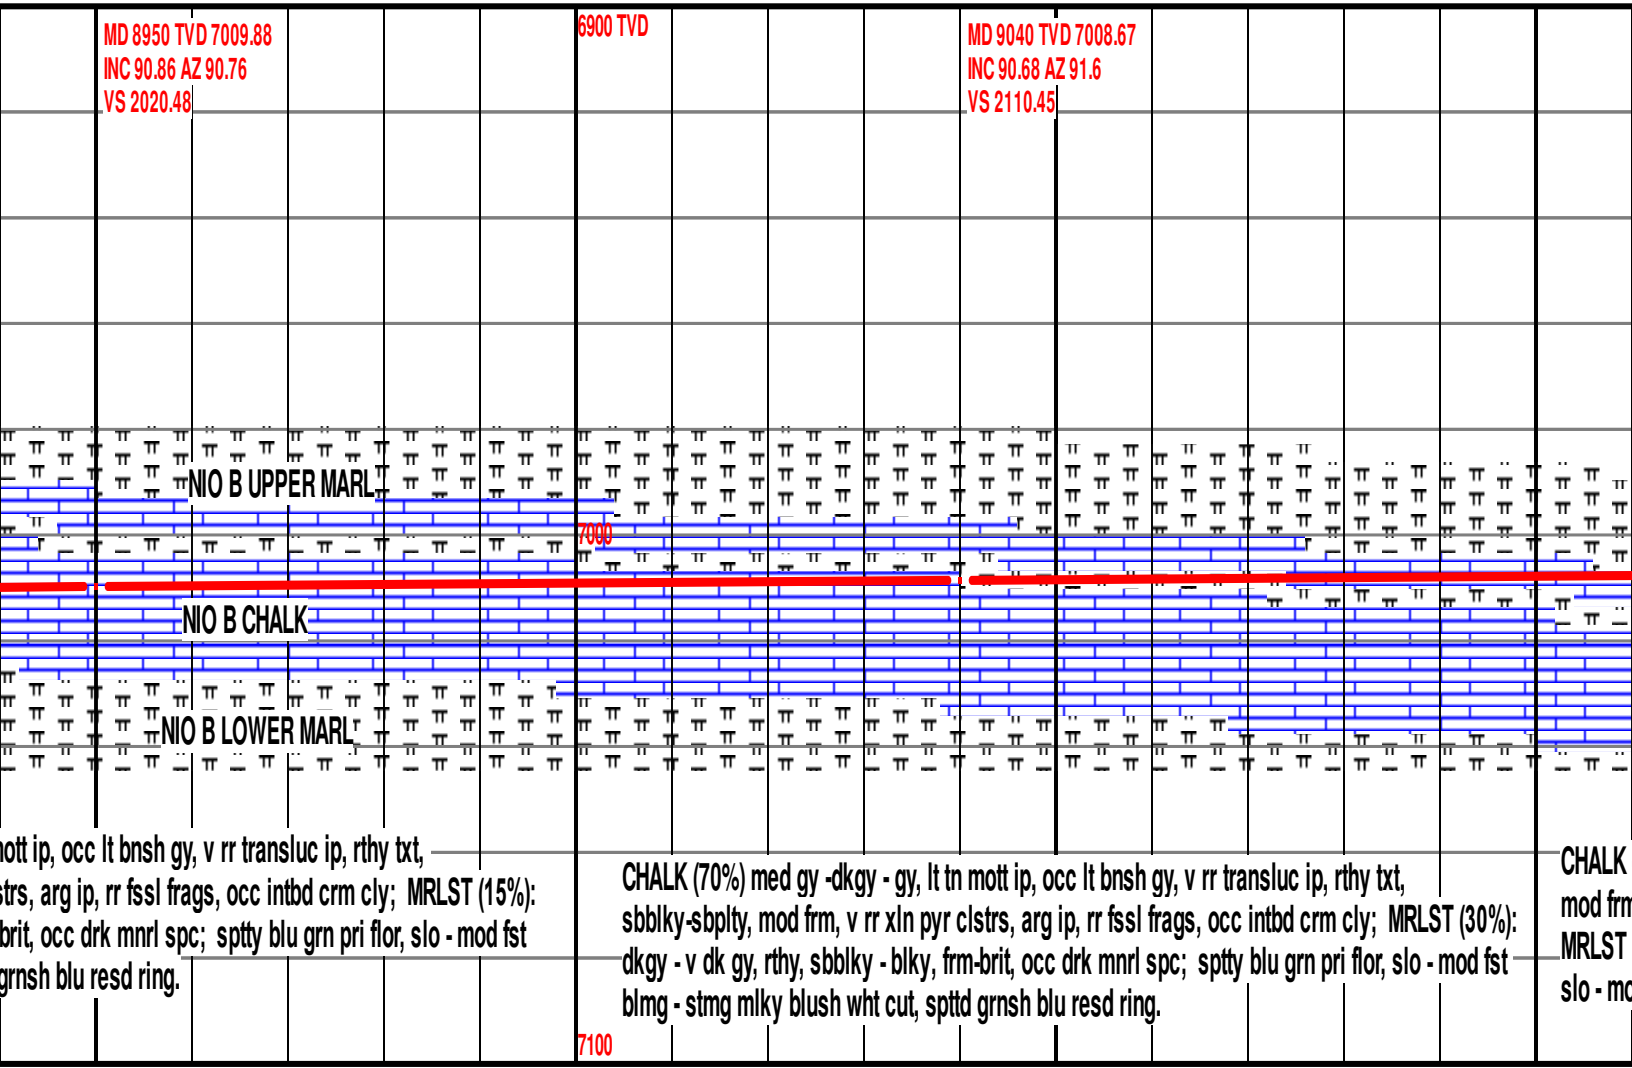 MD 8950 TVD 7009.88
INC 90.86 AZ 90.76
VS 2020.48
6900 TVD
MD 9040 TVD 7008.67
INC 90.68 AZ 91.6
VS 2110.45
NIO B UPPER MARL
7000
NIO B CHALK
NIO B LOWER MARL
mott ip, occ lt bnsh gy, v rr transluc ip, rthy txt,
strs, arg ip, rr fssl frags, occ intbd crm cly; MRLST (15%):
brit, occ drk mnrl spc; sptty blu grn pri flor, slo - mod fst
grnsh blu resd ring.
CHALK (70%) med gy -dkgy - gy, lt tn mott ip, occ lt bnsh gy, v rr transluc ip, rthy txt,
sbblky-sbplty, mod frm, v rr xln pyr clstrs, arg ip, rr fssl frags, occ intbd crm cly; MRLST (30%):
dkgy - v dk gy, rthy, sbblky - blky, frm-brit, occ drk mnrl spc; sptty blu grn pri flor, slo - mod fst
blmg - stmg mlky blush wht cut, spttd grnsh blu resd ring.
CHALK
mod frm
MRLST
slo - mo
7100